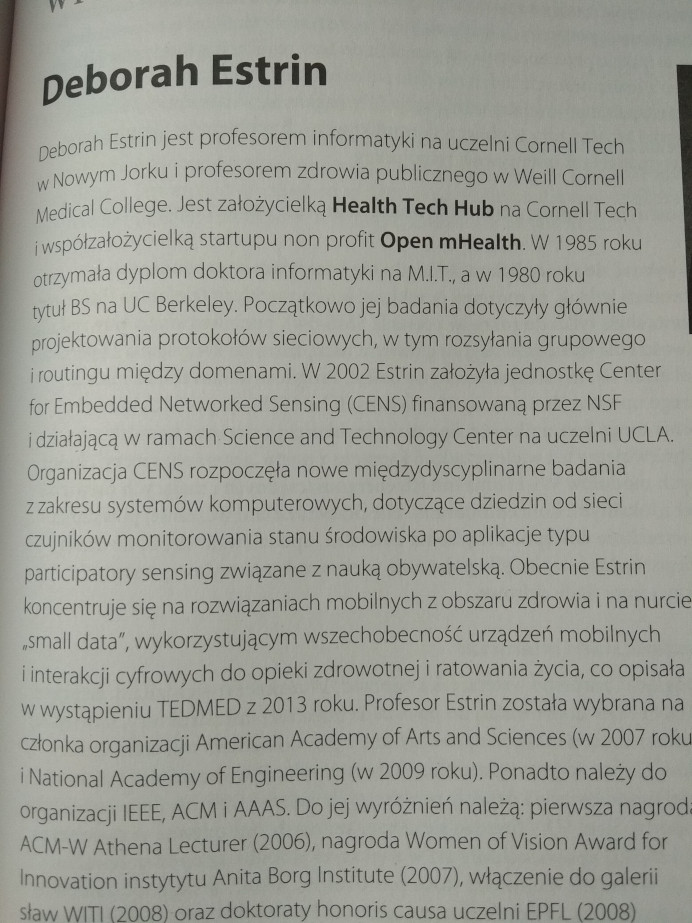 Deborah Estrin
Deborah Estrin jest profesorem informatyki na uczelni Cornell Tech
w Nowym Jorku i profesorem zdrowia publicznego w Weill Cornell
Medical College. Jest założycielką Health Tech Hub na Cornell Tech
i współzałożycielką startupu non profit Open mHealth. W 1985 roku
otrzymała dyplom doktora informatyki na M.I.T., a w 1980 roku
tytuł BS na UC Berkeley. Początkowo jej badania dotyczyły głównie
projektowania protokołów sieciowych, w tym rozsyłania grupowego
i routingu między domenami. W 2002 Estrin założyła jednostkę Center
for Embedded Networked Sensing (CENS) finansowaną przez NSF
i działającą w ramach Science and Technology Center na uczelni UCLA.
Organizacja CENS rozpoczęła nowe międzydyscyplinarne badania
z zakresu systemów komputerowych, dotyczące dziedzin od sieci
czujników monitorowania stanu środowiska po aplikacje typu
participatory sensing związane z nauką obywatelską. Obecnie Estrin
koncentruje się na rozwiązaniach mobilnych z obszaru zdrowia i na nurcie
„small data”, wykorzystującym wszechobecność urządzeń mobilnych
i interakcji cyfrowych do opieki zdrowotnej i ratowania życia, co opisała
w wystąpieniu TEDMED z 2013 roku. Profesor Estrin została wybrana na
członka organizacji American Academy of Arts and Sciences (w 2007 roku
i National Academy of Engineering (w 2009 roku). Ponadto należy do
organizacji IEEE, ACM i AAAS. Do jej wyróżnień należą: pierwsza nagroda
ACM-W Athena Lecturer (2006), nagroda Women of Vision Award for
Innovation instytytu Anita Borg Institute (2007), włączenie do galerii
sław WITI (2008) oraz doktoraty honoris causa uczelni EPFL (2008)